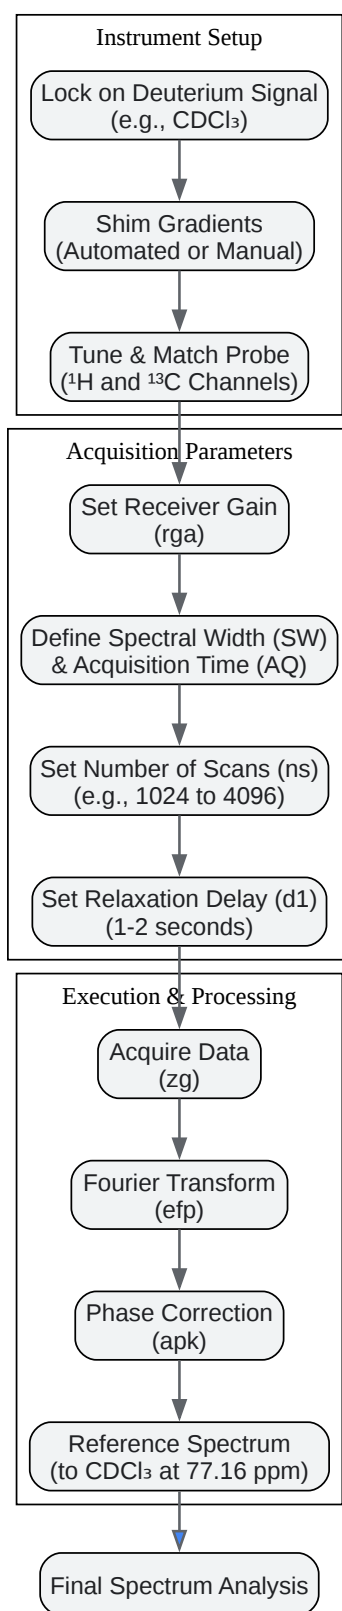 Instrument Setup
Lock on Deuterium Signal
(e.g., CDCl₃)
Shim Gradients
(Automated or Manual)
Tune & Match Probe
(¹H and ¹³C Channels)
Acquisition Parameters
Set Receiver Gain
(rga)
Define Spectral Width (SW)
& Acquisition Time (AQ)
Set Number of Scans (ns)
(e.g., 1024 to 4096)
Set Relaxation Delay (d1)
(1-2 seconds)
Execution & Processing
Acquire Data
(zg)
Fourier Transform
(efp)
Phase Correction
(apk)
Reference Spectrum
(to CDCl₃ at 77.16 ppm)
Final Spectrum Analysis